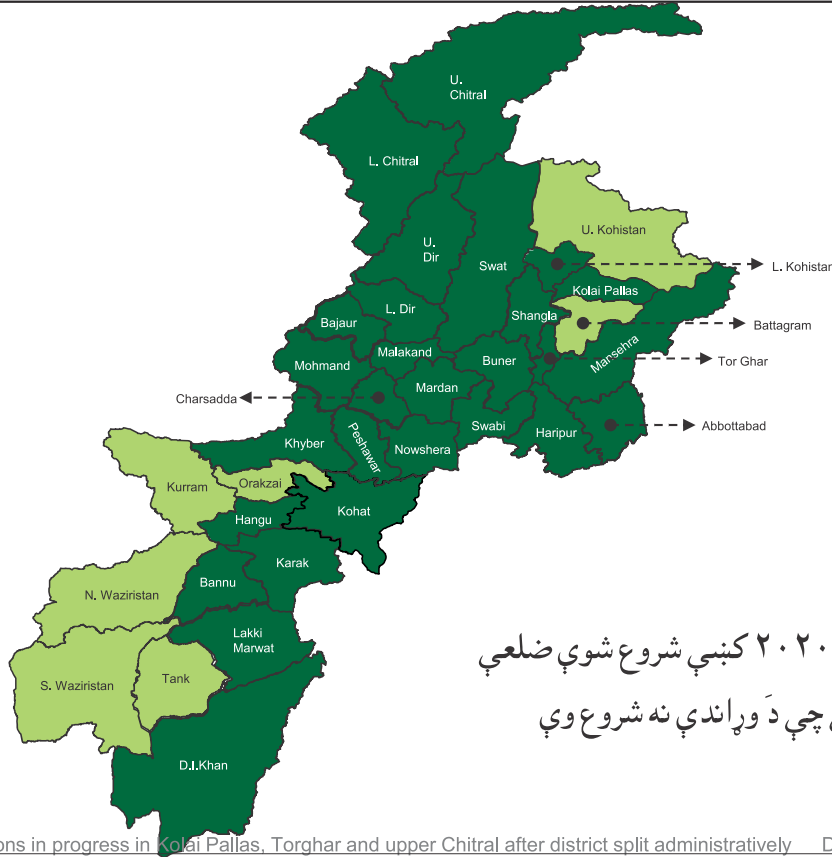 U.
Chitral
L. Chitral
U. Kohistan
U.
Dir
Swat
L. Kohistan
Kolai Pallas
L. Dir
Shangla
Bajaur
Battagram
Malakand
Buner
Mansehra
Tor Ghar
Mohmand
Mardan
Charsadda
Swabi
Abbottabad
Haripur
Khyber
Peshawar
Nowshera
Kurram
Orakzai
Kohat
Hangu
Karak
Bannu
N. Waziristan
Lakki
Marwat
۲۰۲۰ کښې شروع شوې ضلعې
S. Waziristan
Tank
چې دَ وړاندې نه شروع وې
D.I.Khan
ons in progress in Kolai Pallas, Torghar and upper Chitral after district split administratively D